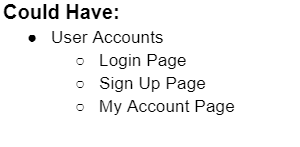 Could Have:
● User Accounts
○ Login Page
○ Sign Up Page
○ My Account Page